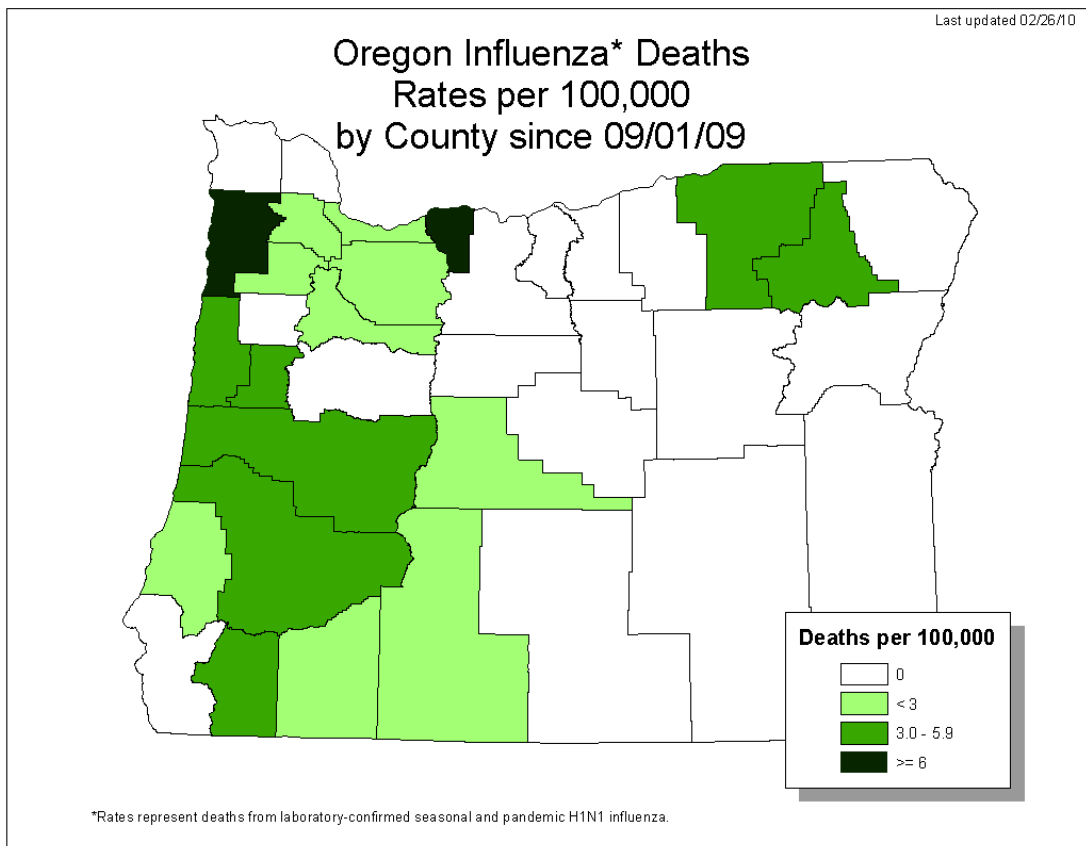 Last updated 02/26/10
Oregon Influenza* Deaths
Rates per 100,000
by County since 09/01/09
Deaths per 100,000
0
< 3
3.0 - 5.9
>= 6
*Rates represent deaths from laboratory-confirmed seasonal and pandemic H1N1 influenza.